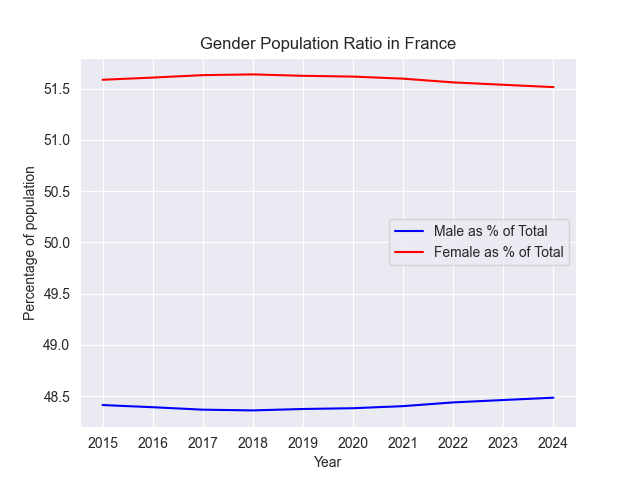 Gender Population Ratio in France
Percentage of population
51.5
51.0
50.5
50.0
49.5
49.0
48.5
Male as % of Total
Female as % of Total
2015 2016 2017 2018 2019 2020 2021 2022 2023 2024
Year